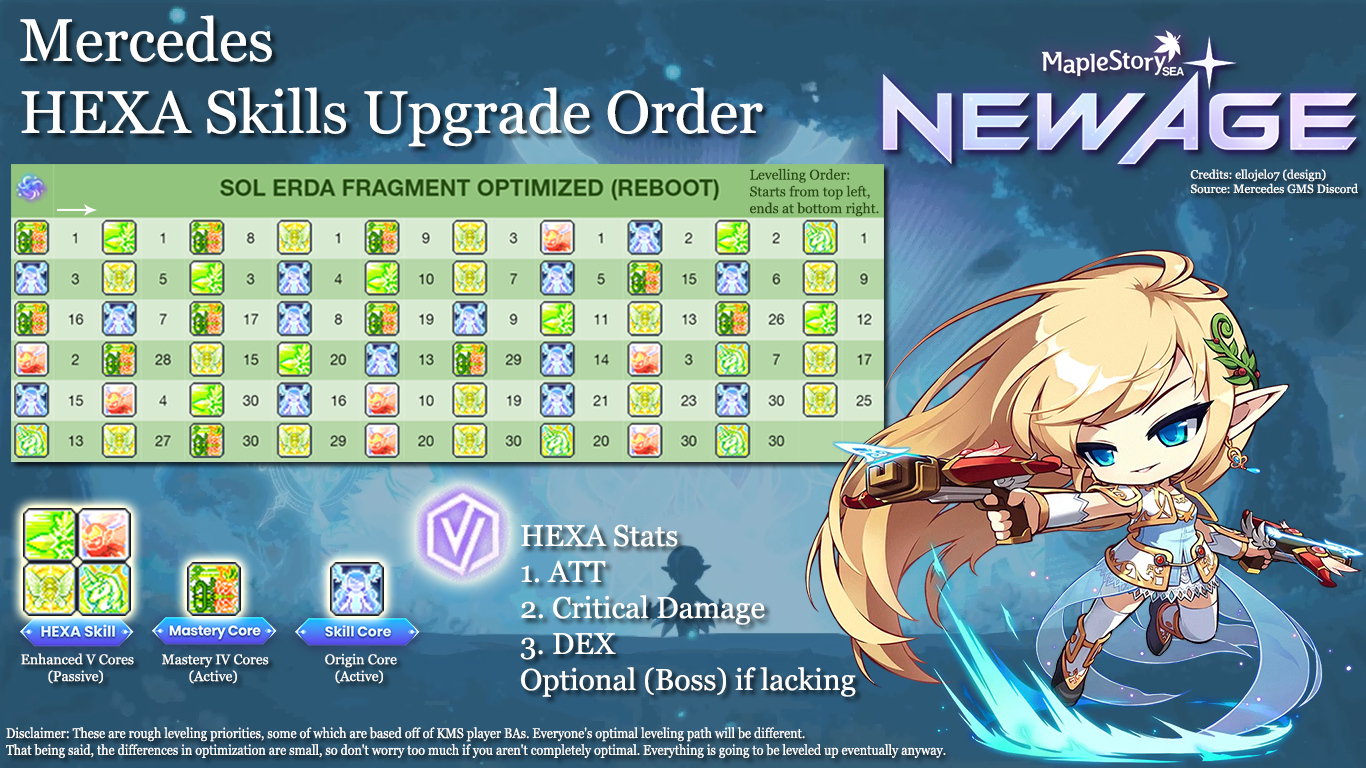 Mercedes
HEXA Skills Upgrade Order
MapleStory SEA
NEW AGE
Credits: ellojelo7 (design)
Source: Mercedes GMS Discord
SOL ERDA FRAGMENT OPTIMIZED (REBOOT)
Levelling Order:
Starts from top left,
ends at bottom right.
1 1 8 1 9 3 1 2 2 1
3 5 3 4 10 7 5 15 6 9
16 7 17 8 19 9 11 13 26 12
2 28 15 20 13 29 14 3 7 17
15 4 30 16 10 19 21 23 30 25
13 27 30 29 20 30 20 30 30
HEXA Skill
Enhanced V Cores
(Passive)
Mastery Core
Mastery IV Cores
(Active)
Skill Core
Origin Core
(Active)
HEXA Stats
1. ATT
2. Critical Damage
3. DEX
Optional (Boss) if lacking
Disclaimer: These are rough leveling priorities, some of which are based off of KMS player BAs. Everyone's optimal leveling path will be different.
That being said, the differences in optimization are small, so don't worry too much if you aren't completely optimal. Everything is going to be leveled up eventually anyway.